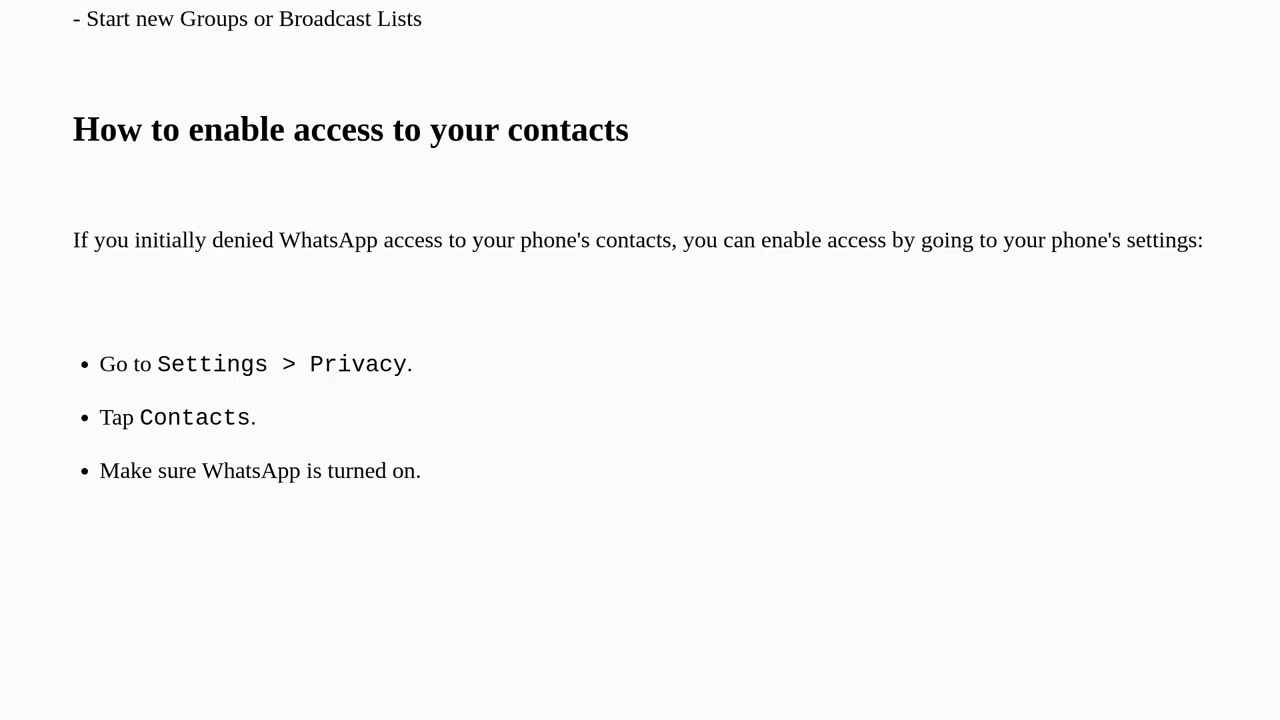 - Start new Groups or Broadcast Lists
How to enable access to your contacts
If you initially denied WhatsApp access to your phone's contacts, you can enable access by going to your phone's settings:
• Go to Settings > Privacy.
• Tap Contacts.
• Make sure WhatsApp is turned on.